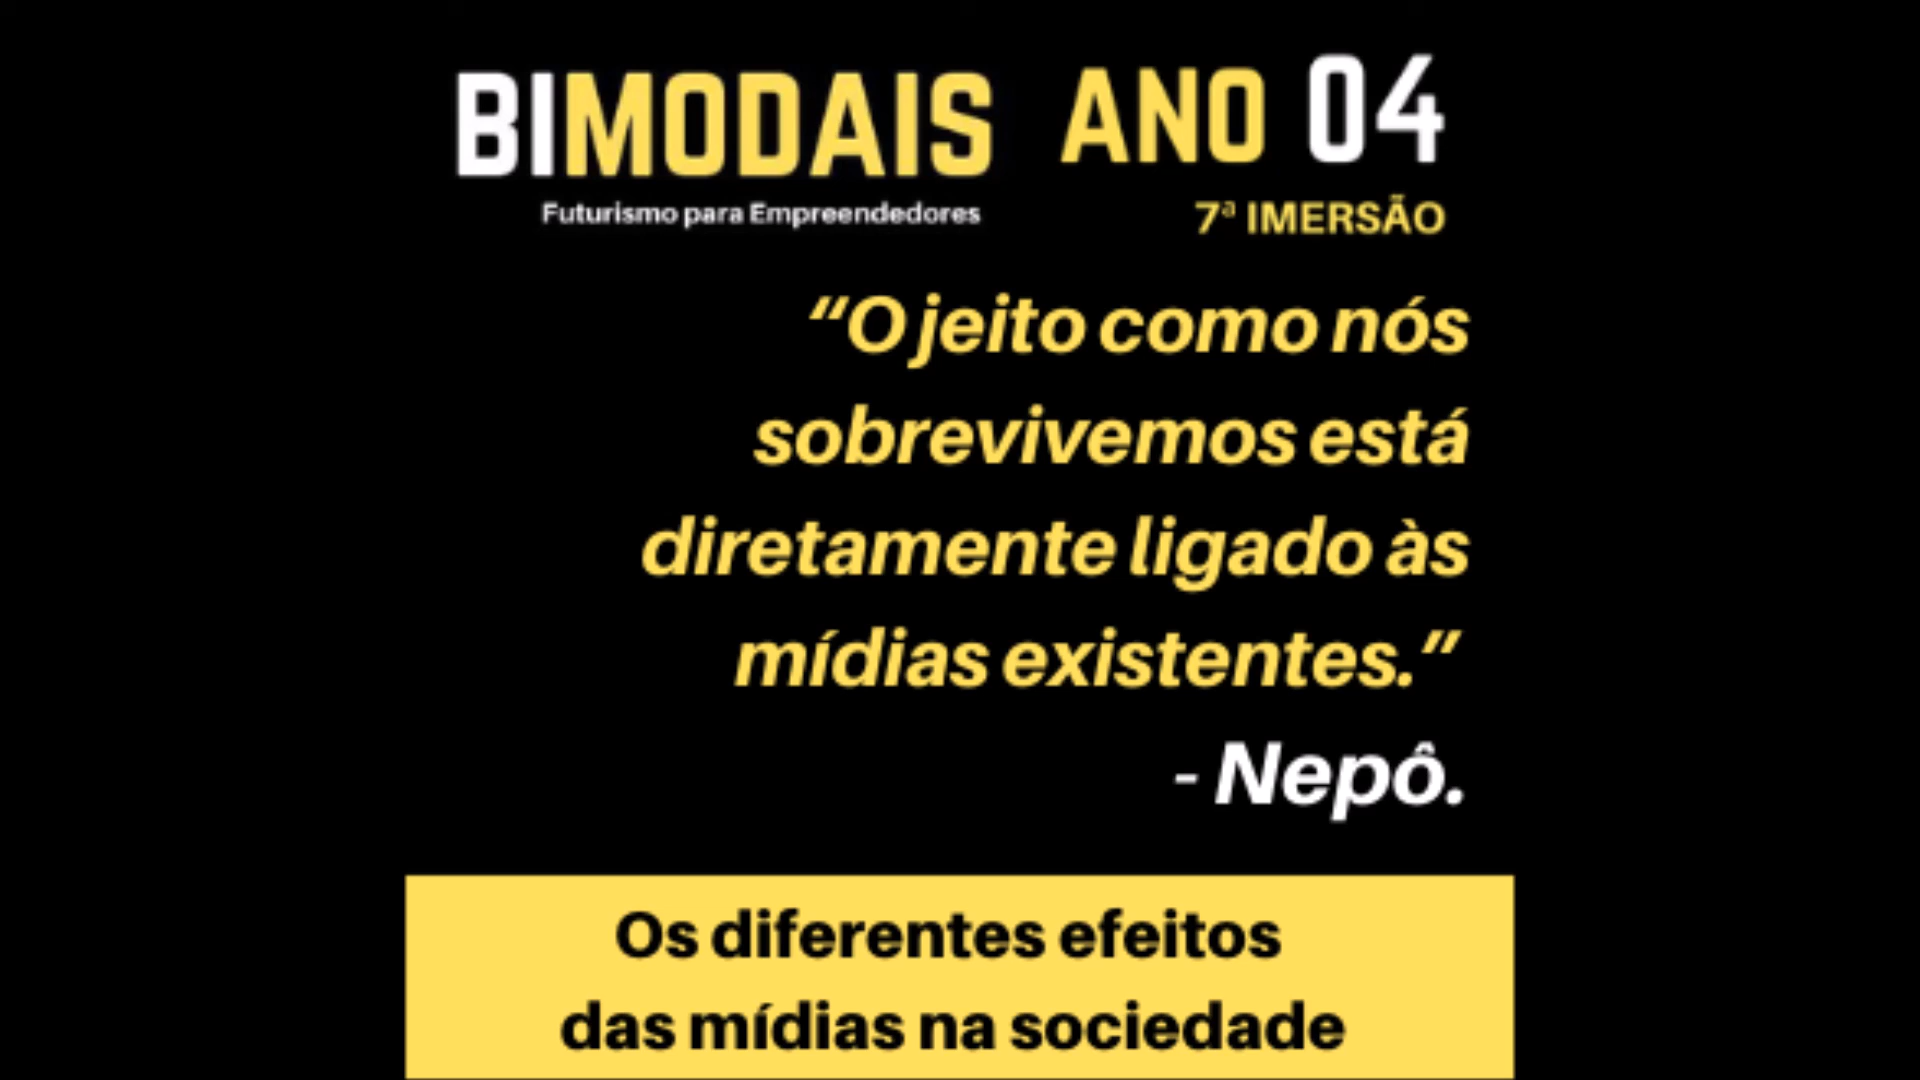 BIMODAIS ANO 04
Futurismo para Empreendedores 7ª IMERSÃO
“O jeito como nós
sobrevivemos está
diretamente ligado às
mídias existentes.”
- Nepô.
Os diferentes efeitos
das mídias na sociedade